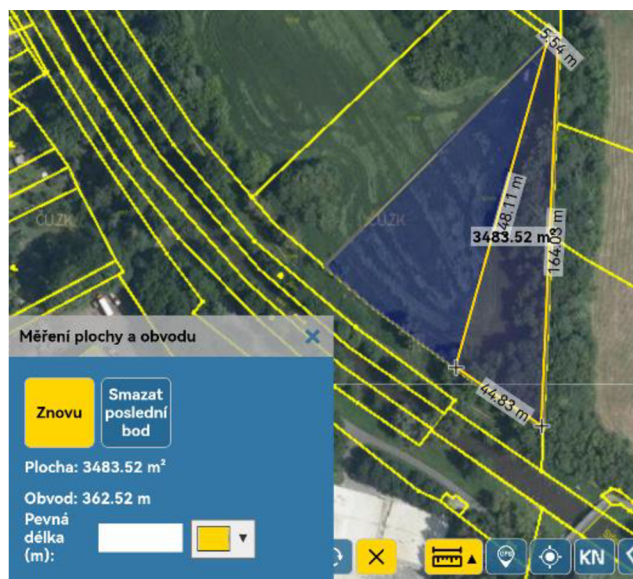 5.54 m
ČÚZK
ČÚZK
148.11 m
3483.52 m²
164.03 m
44.83 m
Měření plochy a obvodu
Znovu
Smazat
poslední
bod
Plocha: 3483.52 m²
Obvod: 362.52 m
Pevná
délka
(m):
GPS
KN